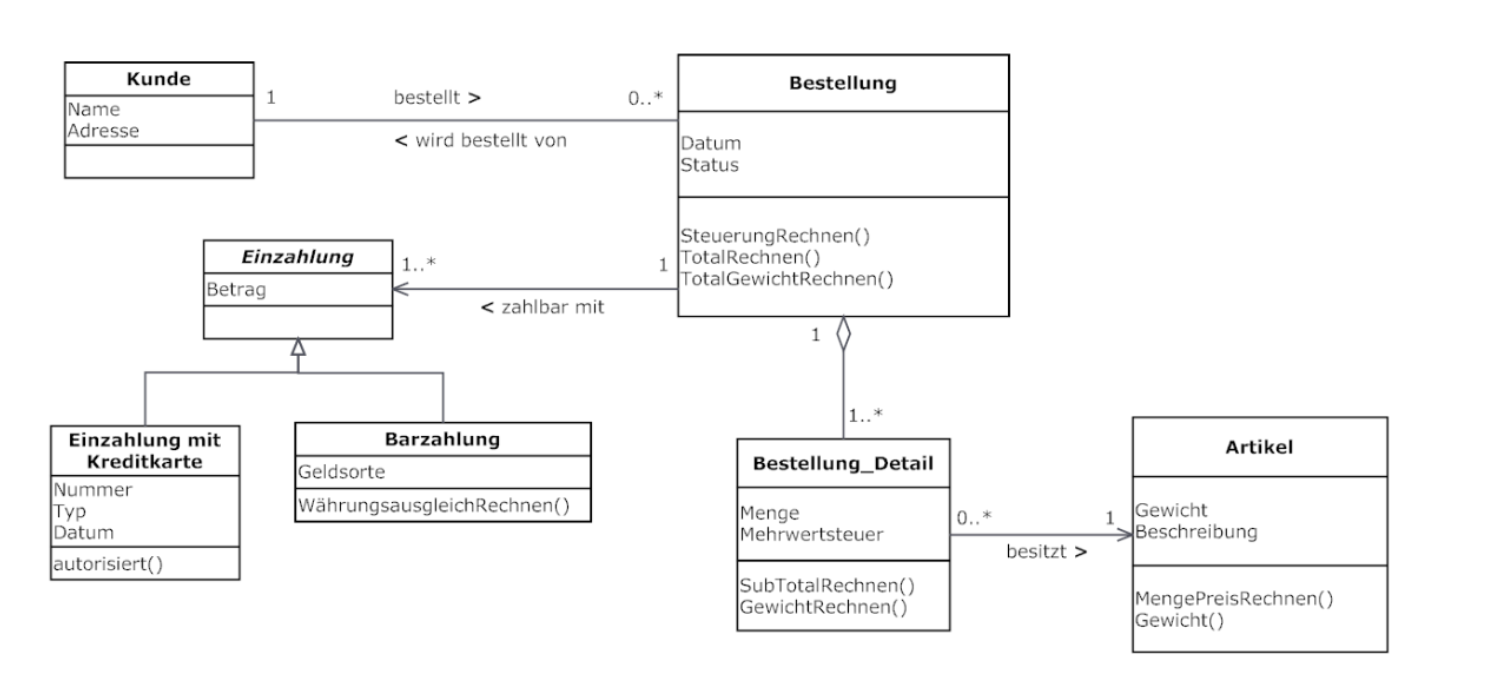 Kunde
Name
Adresse
1
bestellt >
0..*
< wird bestellt von
Bestellung
Datum
Status
SteuerungRechnen()
TotalRechnen()
TotalGewichtRechnen()
Einzahlung
Betrag
1..*
1
< zahlbar mit
Einzahlung mit
Kreditkarte
Nummer
Typ
Datum
autorisiert()
Barzahlung
Geldsorte
WährungsausgleichRechnen()
1
1..*
Bestellung_Detail
Menge
Mehrwertsteuer
SubTotalRechnen()
GewichtRechnen()
0..*
1
besitzt >
Artikel
Gewicht
Beschreibung
MengePreisRechnen()
Gewicht()